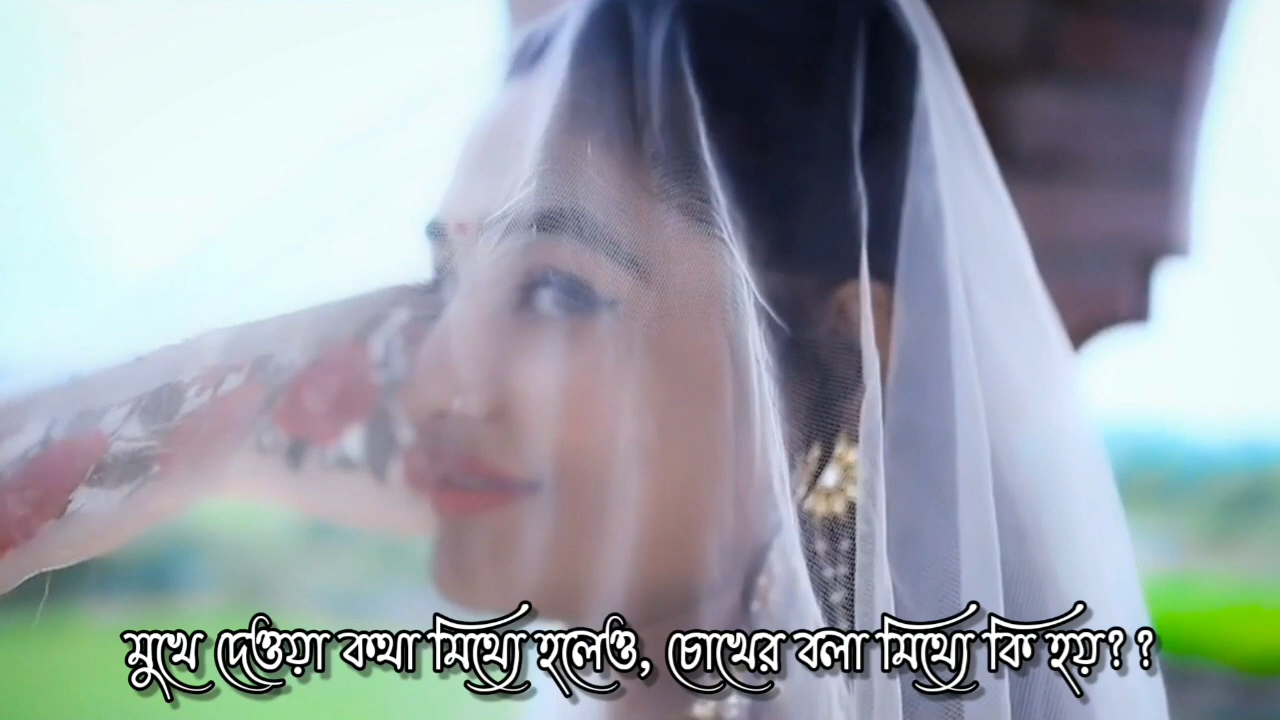 মুখে দেওয়া কথা মিথ্যে হলেও, চোখের বলা মিথ্যে কি হয়??